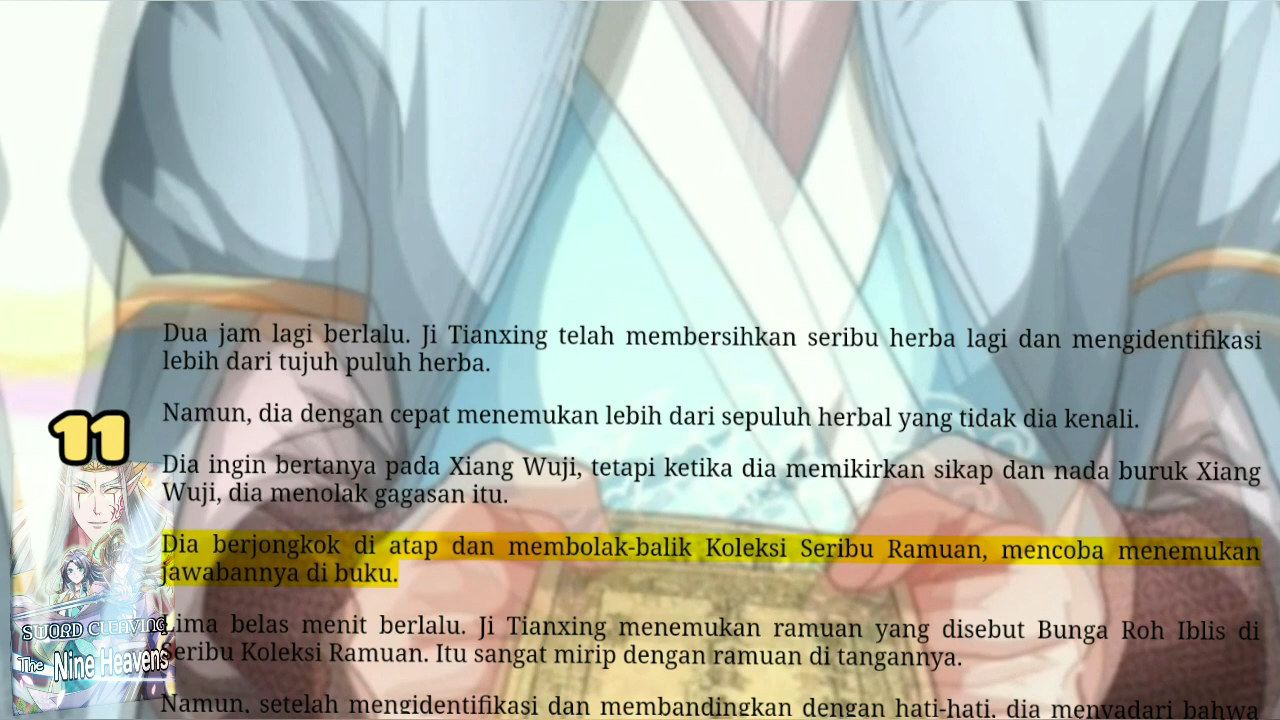 Dua jam lagi berlalu. Ji Tianxing telah membersihkan seribu herba lagi dan mengidentifikasi
lebih dari tujuh puluh herba.
Namun, dia dengan cepat menemukan lebih dari sepuluh herbal yang tidak dia kenali.
Dia ingin bertanya pada Xiang Wuji, tetapi ketika dia memikirkan sikap dan nada buruk Xiang
Wuji, dia menolak gagasan itu.
Dia berjongkok di atap dan membolak-balik Koleksi Seribu Ramuan, mencoba menemukan
jawabannya di buku.
Lima belas menit berlalu. Ji Tianxing menemukan ramuan yang disebut Bunga Roh Iblis di
Seribu Koleksi Ramuan. Itu sangat mirip dengan ramuan di tangannya.
Namun, setelah mengidentifikasi dan membandingkan dengan hati-hati, dia menyadari bahwa
11
SWORD CLEAVING
The Nine Heavens